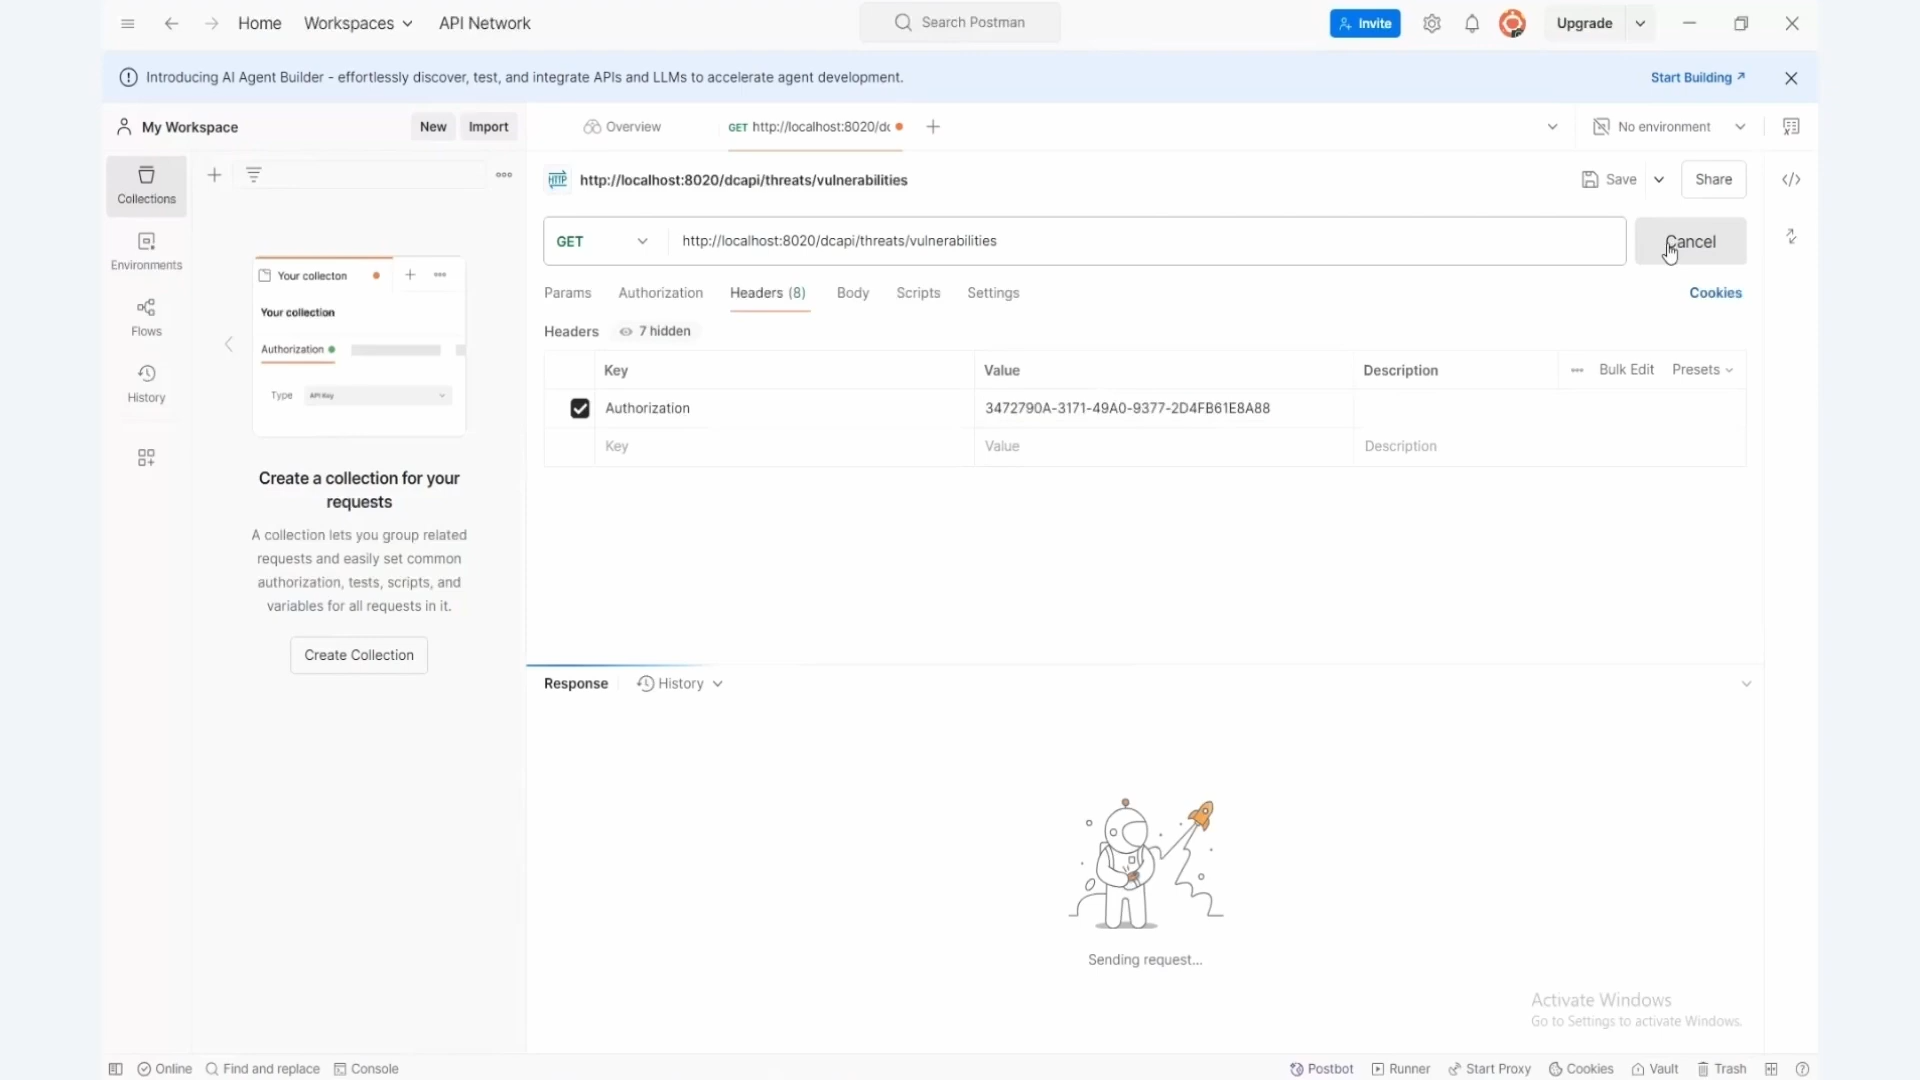 Home Workspaces API Network Search Postman Invite Upgrade
Introducing AI Agent Builder - effortlessly discover, test, and integrate APIs and LLMs to accelerate agent development. Start Building ↗
My Workspace New Import Overview GET http://localhost:8020/dc No environment
Collections
Environments
Flows
History
Your collecton
Your collection
Authorization
Type API Key
Create a collection for your
requests
A collection lets you group related
requests and easily set common
authorization, tests, scripts, and
variables for all requests in it.
Create Collection
HTTP http://localhost:8020/dcapi/threats/vulnerabilities Save Share
GET http://localhost:8020/dcapi/threats/vulnerabilities Cancel
Params Authorization Headers (8) Body Scripts Settings Cookies
Headers 7 hidden
Key Value Description Bulk Edit Presets
Authorization 3472790A-3171-49A0-9377-2D4FB61E8A88
Key Value Description
Response History
Sending request...
Activate Windows
Go to Settings to activate Windows.
Online Find and replace Console Postbot Runner Start Proxy Cookies Vault Trash